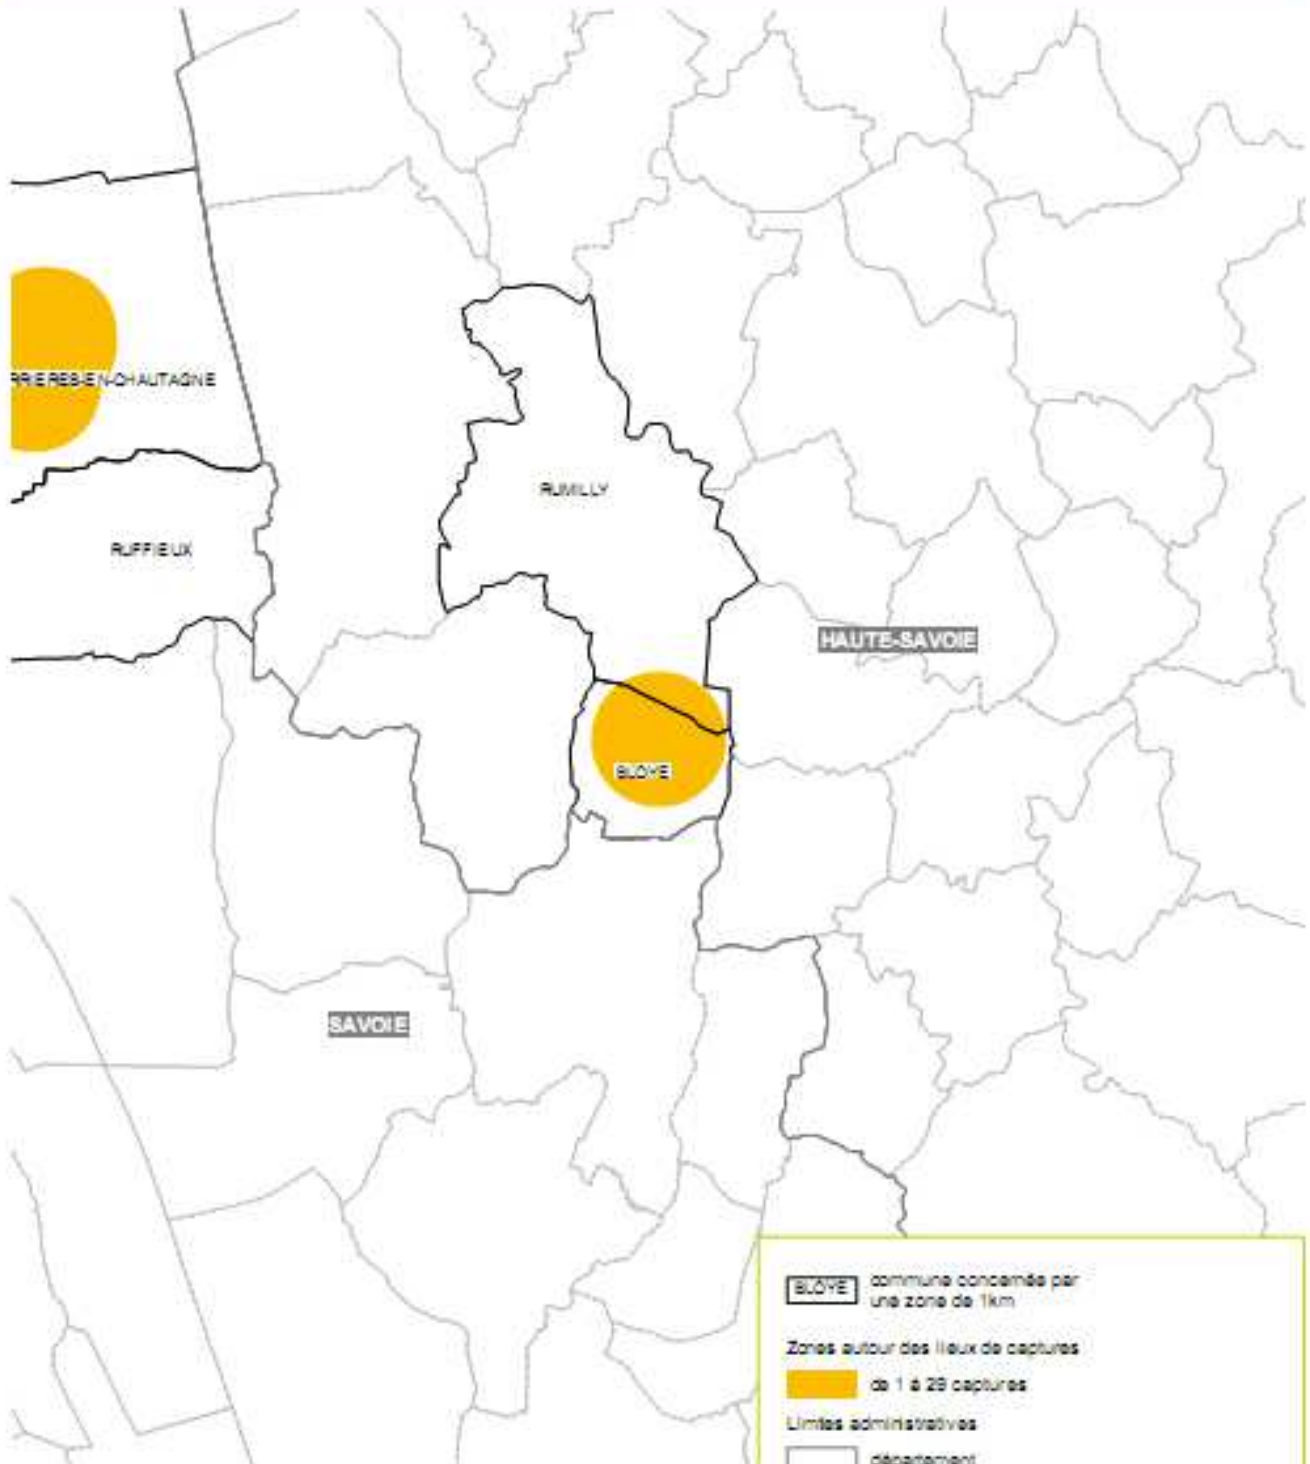 RRIERES-EN-CHAUTAGNE
RUMILLY
RUFFIEUX
HAUTE-SAVOIE
BLOYE
SAVOIE
BLOYE commune concernée par
une zone de 1km
Zones autour des lieux de captures
de 1 à 29 captures
Limites administratives
département